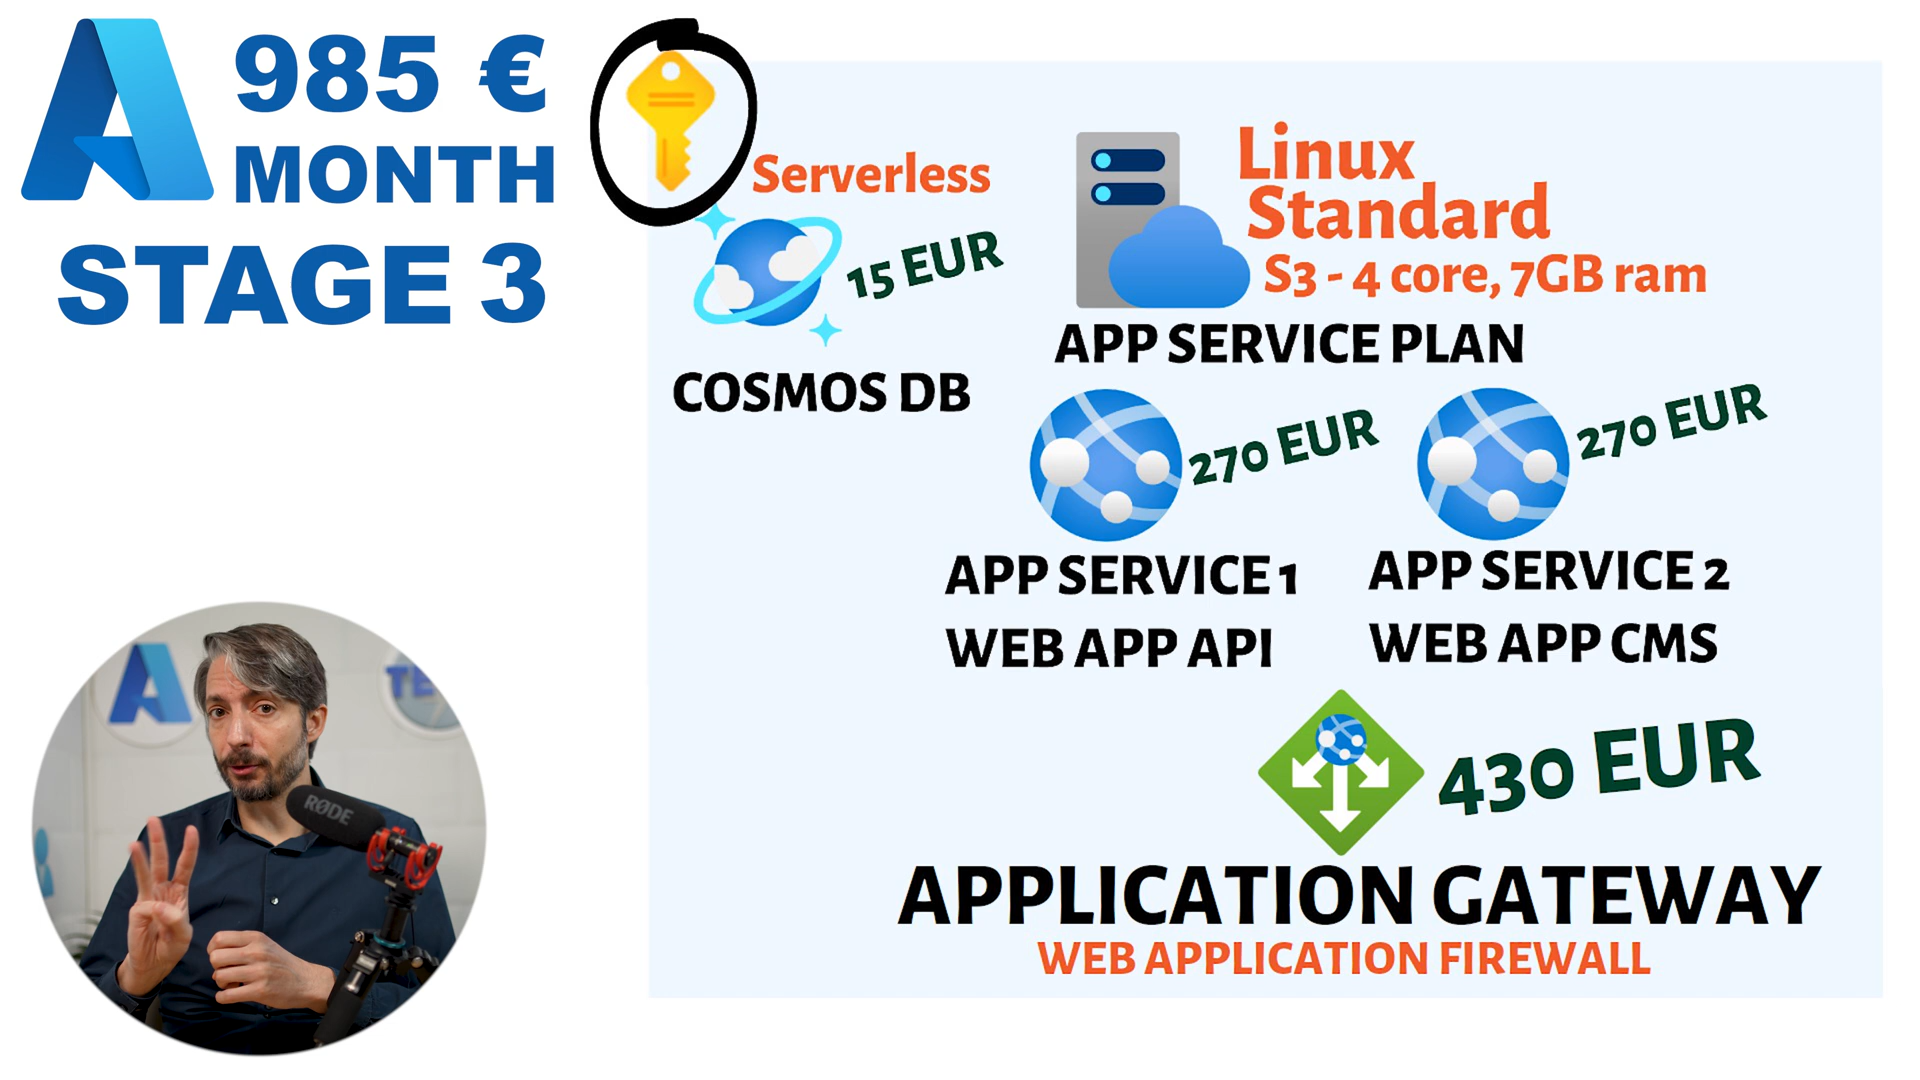 985 €
MONTH
STAGE 3
Serverless
15 EUR
COSMOS DB
Linux
Standard
S3 - 4 core, 7GB ram
APP SERVICE PLAN
270 EUR
270 EUR
APP SERVICE 1
WEB APP API
APP SERVICE 2
WEB APP CMS
430 EUR
APPLICATION GATEWAY
WEB APPLICATION FIREWALL
TE
RØDE